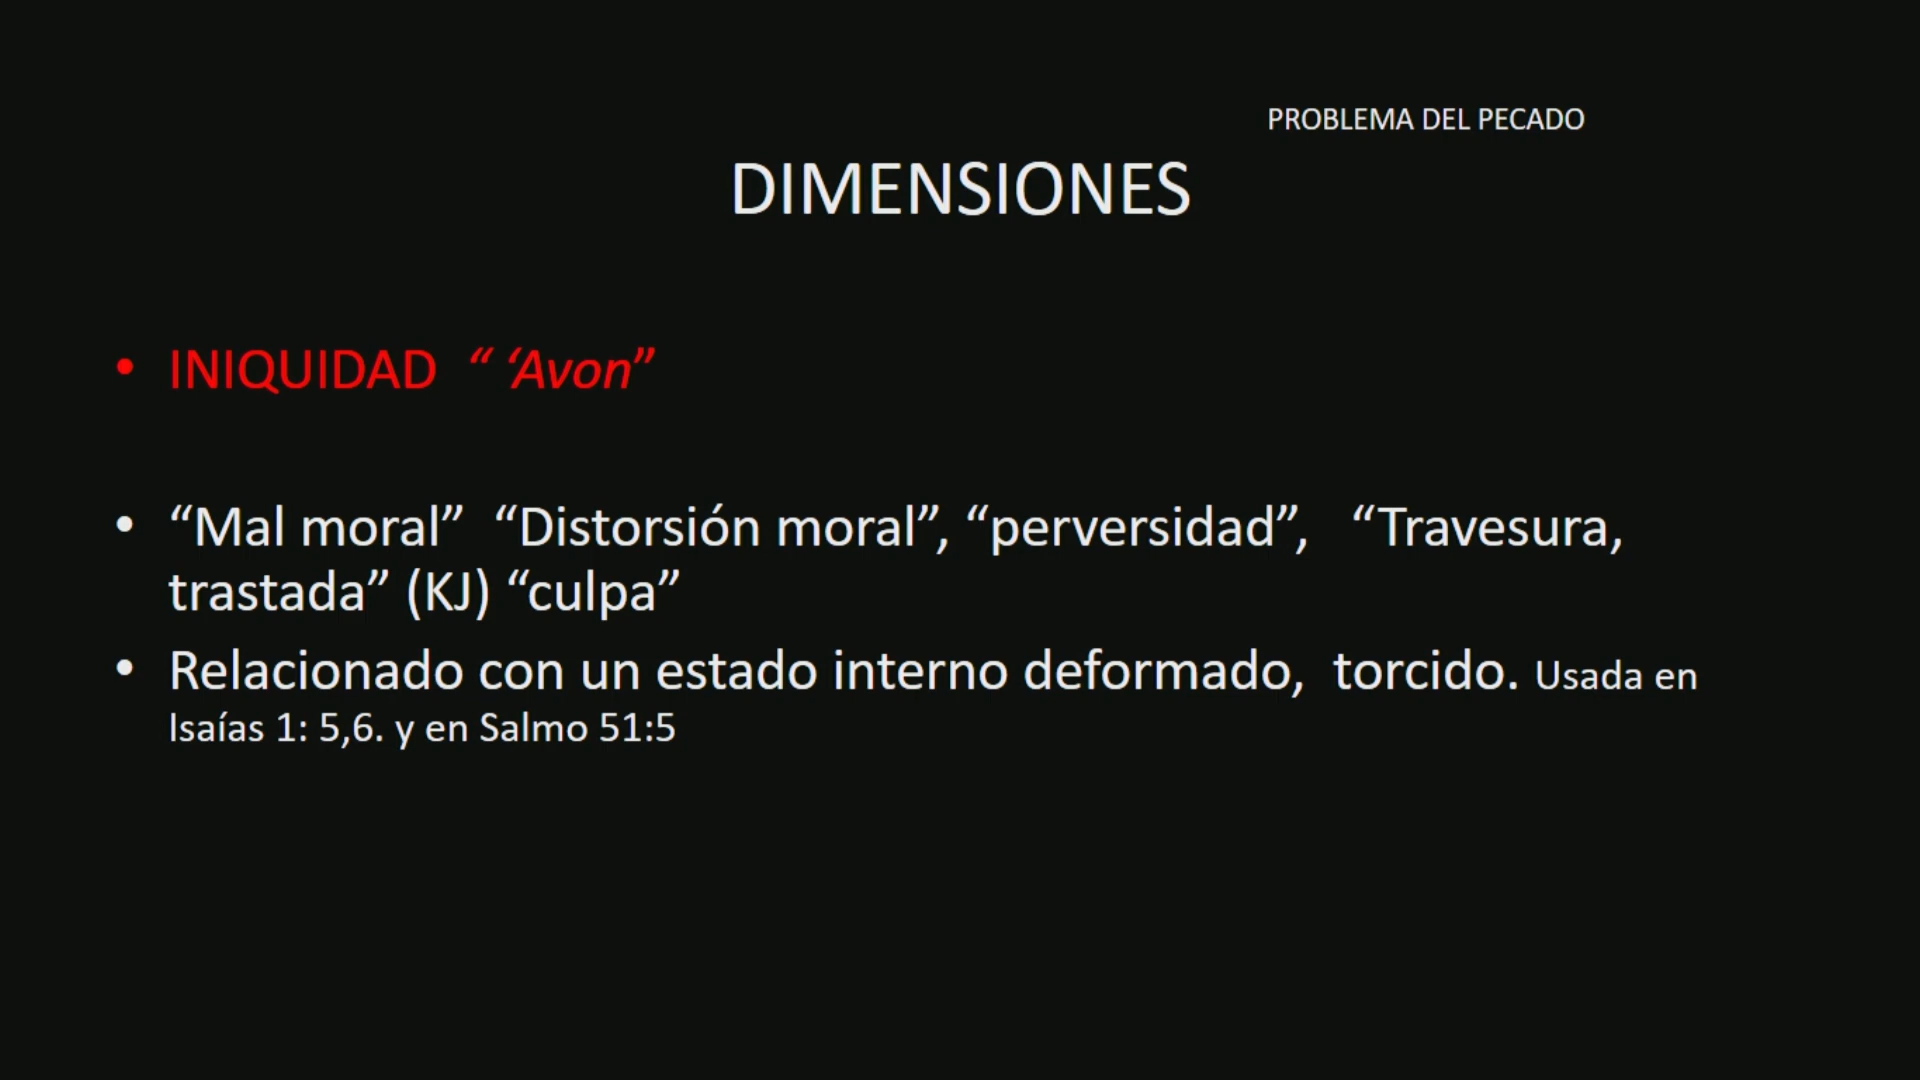 PROBLEMA DEL PECADO
DIMENSIONES
• INIQUIDAD “ ‘Avon”
• “Mal moral” “Distorsión moral”, “perversidad”, “Travesura,
trastada” (KJ) “culpa”
• Relacionado con un estado interno deformado, torcido. Usada en
Isaías 1: 5,6. y en Salmo 51:5